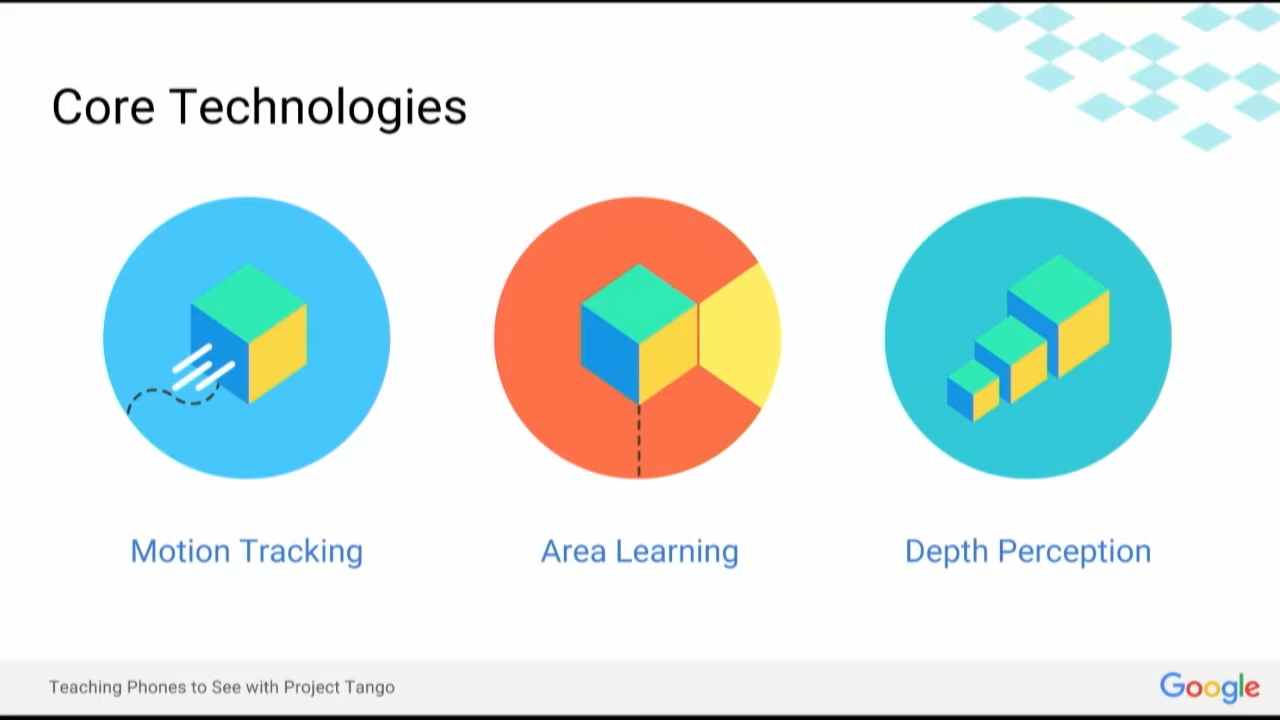 Core Technologies
Motion Tracking
Area Learning
Depth Perception
Teaching Phones to See with Project Tango
Google